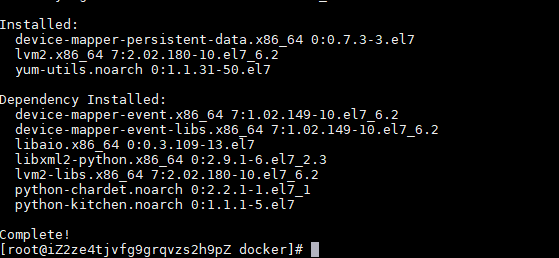 Installed:
device-mapper-persistent-data.x86_64 0:0.7.3-3.el7
lvm2.x86_64 7:2.02.180-10.el7_6.2
yum-utils.noarch 0:1.1.31-50.el7
Dependency Installed:
device-mapper-event.x86_64 7:1.02.149-10.el7_6.2
device-mapper-event-libs.x86_64 7:1.02.149-10.el7_6.2
libaio.x86_64 0:0.3.109-13.el7
libxml2-python.x86_64 0:2.9.1-6.el7_2.3
lvm2-libs.x86_64 7:2.02.180-10.el7_6.2
python-chardet.noarch 0:2.2.1-1.el7_1
python-kitchen.noarch 0:1.1.1-5.el7
Complete!
[root@iZ2ze4tjvfg9grqvzs2h9pZ docker]#